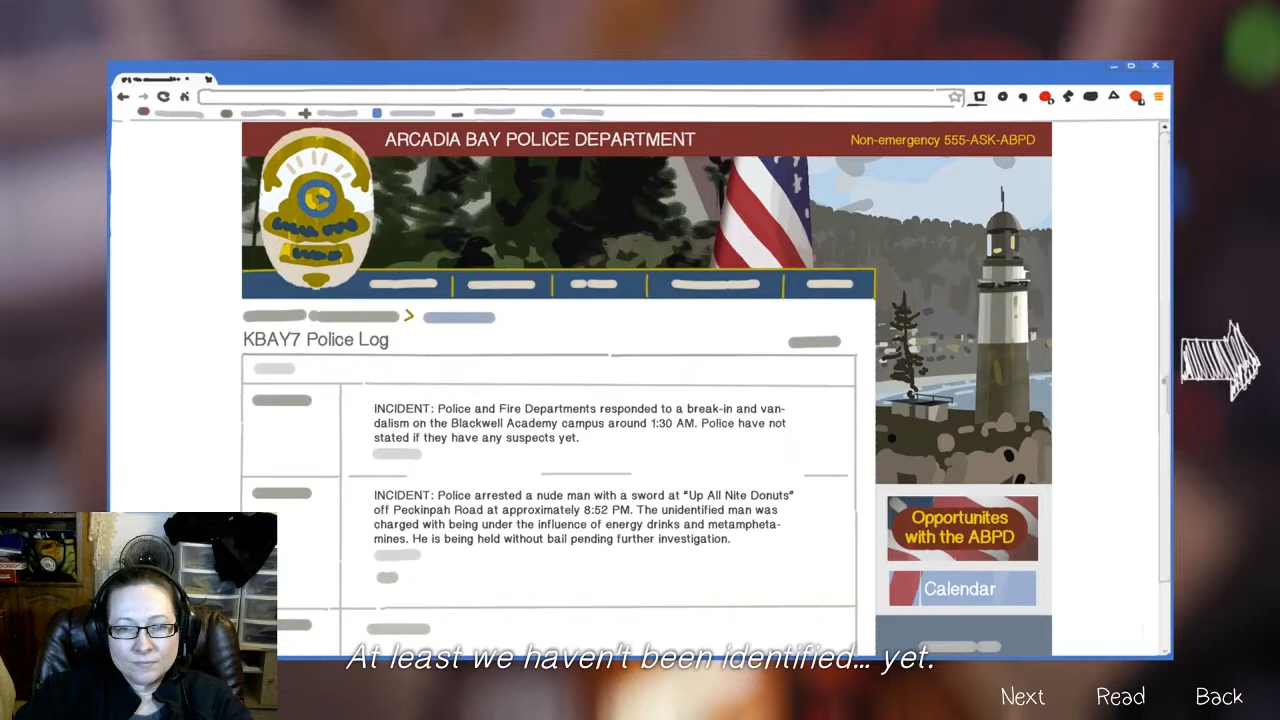 ARCADIA BAY POLICE DEPARTMENT
Non-emergency 555-ASK-ABPD
KBAY7 Police Log
INCIDENT: Police and Fire Departments responded to a break-in and van-
dalism on the Blackwell Academy campus around 1:30 AM. Police have not
stated if they have any suspects yet.
INCIDENT: Police arrested a nude man with a sword at “Up All Nite Donuts”
off Peckinpah Road at approximately 8:52 PM. The unidentified man was
charged with being under the influence of energy drinks and metampheta-
mines. He is being held without bail pending further investigation.
Opportunites
with the ABPD
Calendar
At least we haven't been identified... yet.
Next Read Back